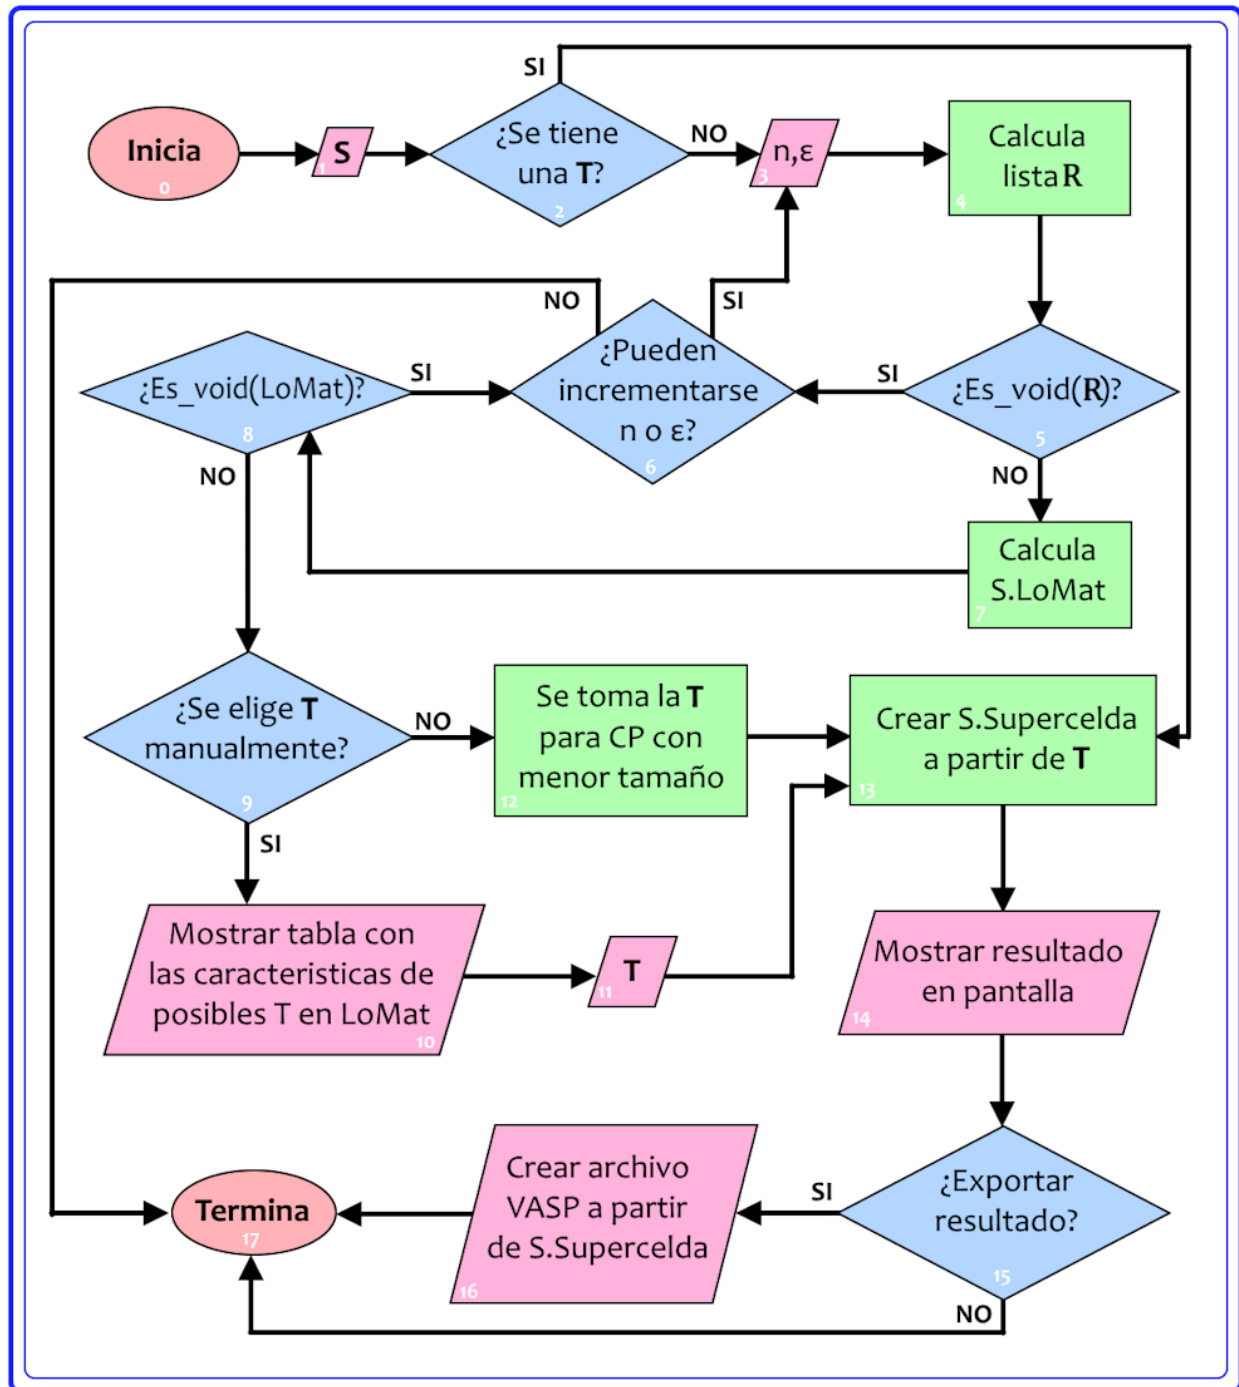 SI
Inicia
0
S
1
¿Se tiene
una T?
2
NO
n,ε
3
Calcula
lista R
4
NO
SI
¿Es_void(LoMat)?
8
SI
¿Pueden
incrementarse
n o ε?
6
SI
¿Es_void(R)?
5
NO
NO
Calcula
S.LoMat
7
¿Se elige T
manualmente?
9
NO
Se toma la T
para CP con
menor tamaño
12
Crear S.Supercelda
a partir de T
13
SI
Mostrar tabla con
las caracteristicas de
posibles T en LoMat
10
T
11
Mostrar resultado
en pantalla
14
Termina
17
Crear archivo
VASP a partir
de S.Supercelda
16
SI
¿Exportar
resultado?
15
NO